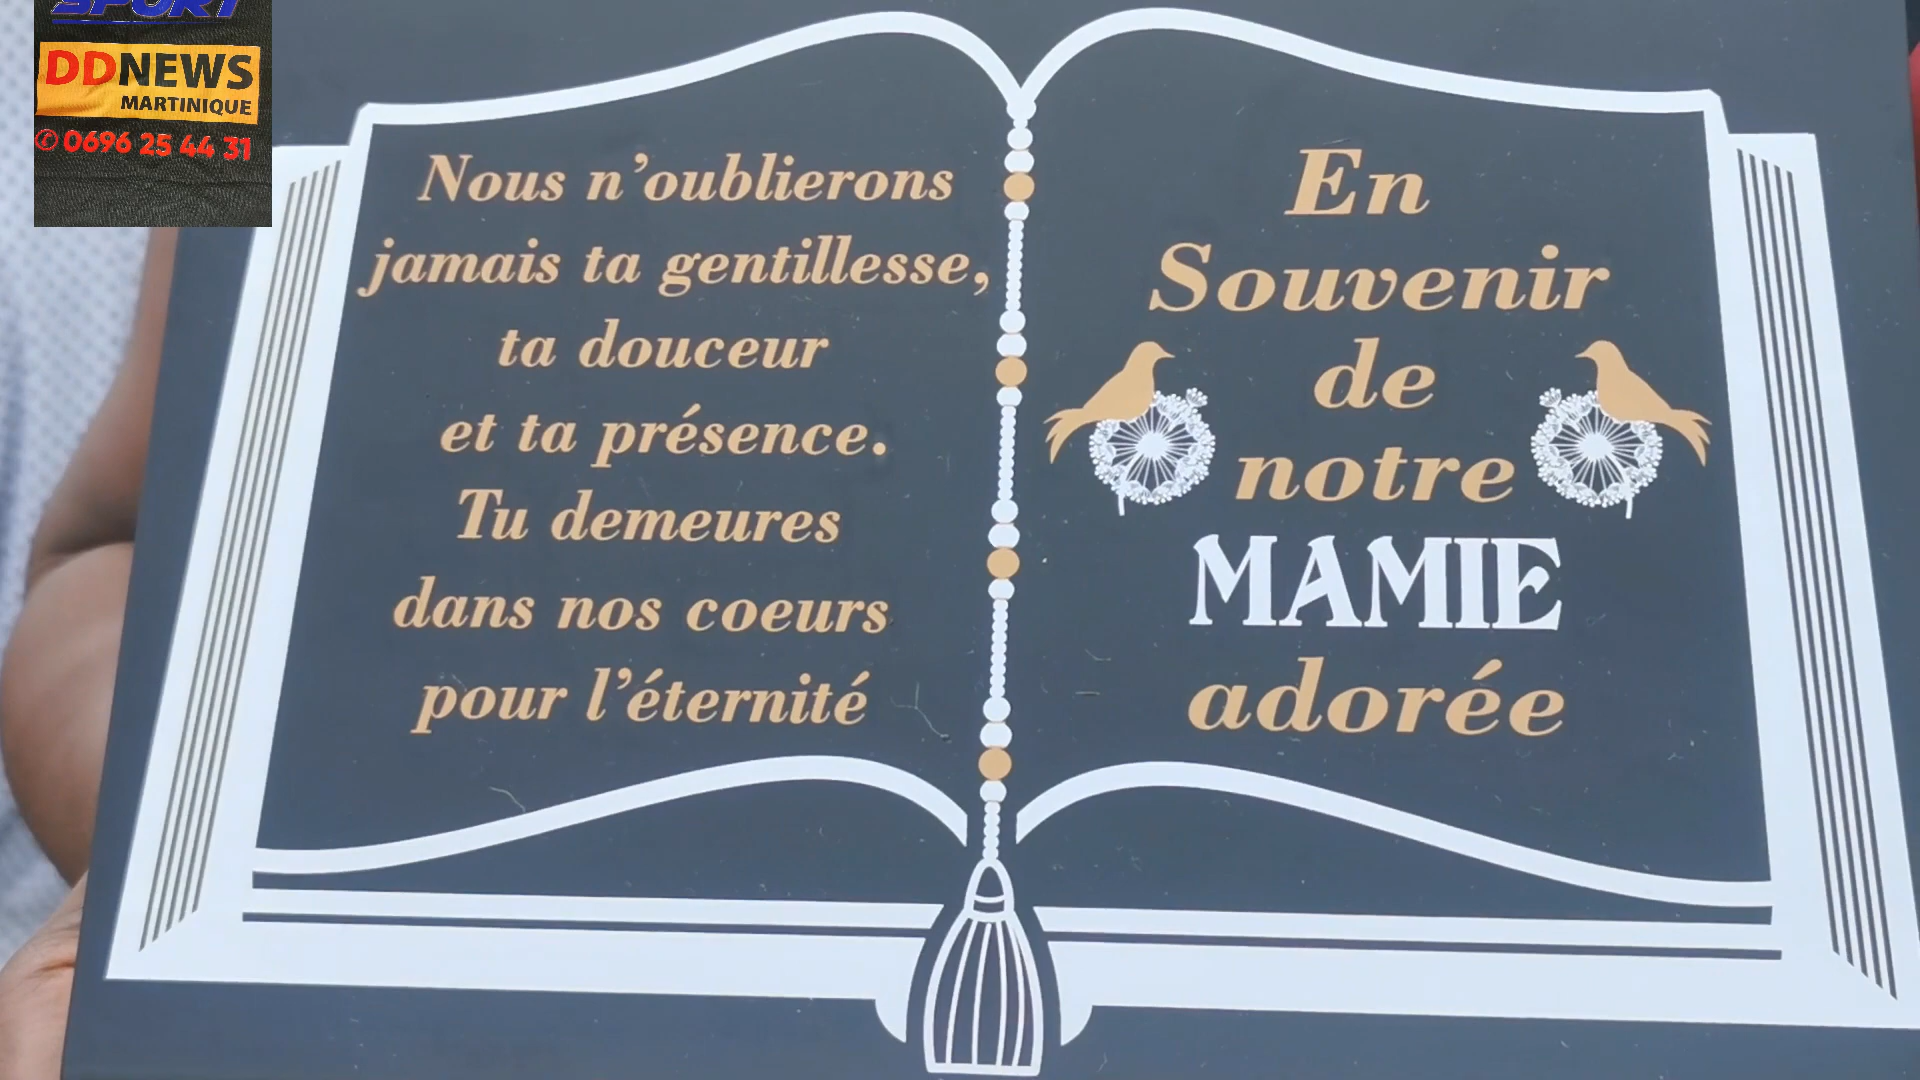 SPORT
DDNEWS
MARTINIQUE
✆ 0696 25 44 31
Nous n'oublierons
jamais ta gentillesse,
ta douceur
et ta présence.
Tu demeures
dans nos coeurs
pour l'éternité
En
Souvenir
de
notre
MAMIE
adorée